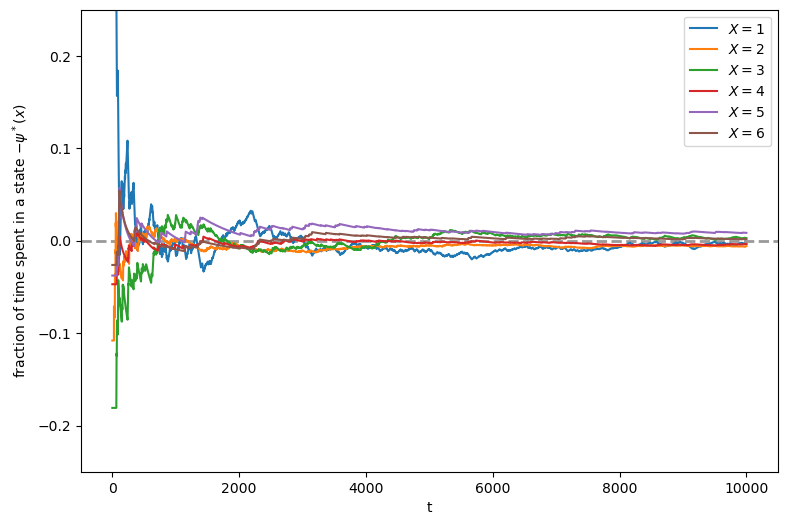 0.2
0.1
0.0
−0.1
−0.2
fraction of time spent in a state −ψ*(x)
0
2000
4000
6000
8000
10000
t
X = 1
X = 2
X = 3
X = 4
X = 5
X = 6